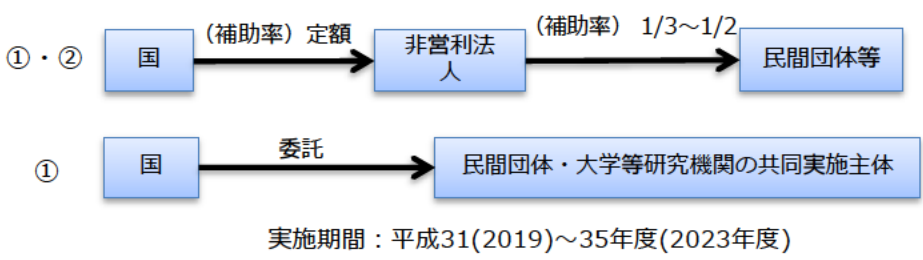 (補助率)定額
(補助率) 1/3~1/2
①・②
国
非営利法
人
民間団体等
委託
①
国
民間団体・大学等研究機関の共同実施主体
実施期間:平成31(2019)~35年度(2023年度)